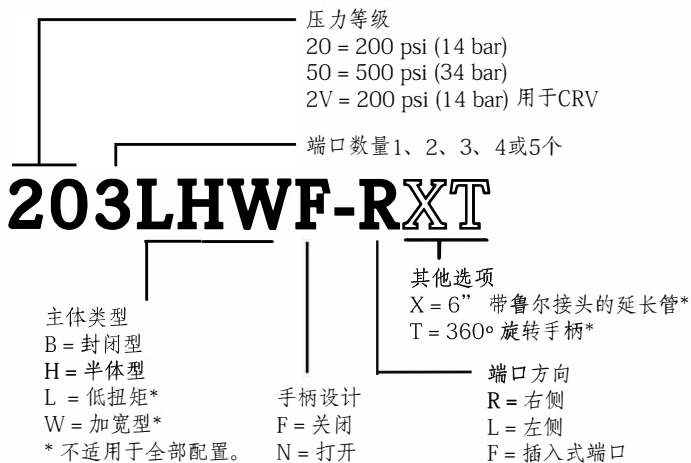 压力等级
20 = 200 psi (14 bar)
50 = 500 psi (34 bar)
2V = 200 psi (14 bar) 用于CRV
端口数量1、2、3、4或5个
203LHWF-RXT
其他选项
X = 6” 带鲁尔接头的延长管*
T = 360° 旋转手柄*
主体类型
B = 封闭型
H = 半体型
L = 低扭矩*
W = 加宽型*
* 不适用于全部配置。
手柄设计
F = 关闭
N = 打开
端口方向
R = 右侧
L = 左侧
F = 插入式端口